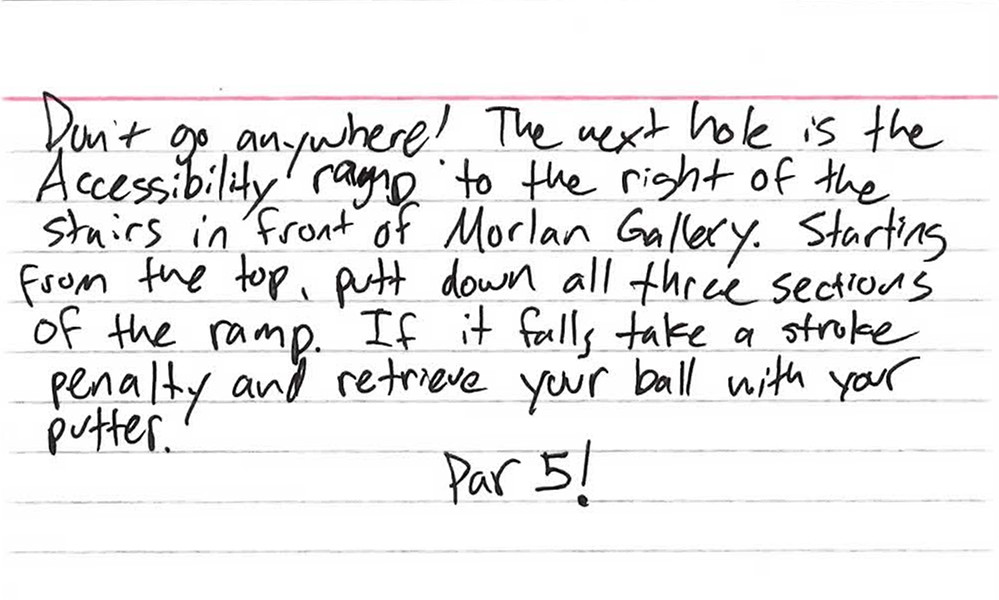 Don't go anywhere! The next hole is the
Accessibility ramp to the right of the
stairs in front of Morlan Gallery. Starting
from the top, putt down all three sections
of the ramp. If it falls take a stroke
penalty and retrieve your ball with your
putter.
Par 5!